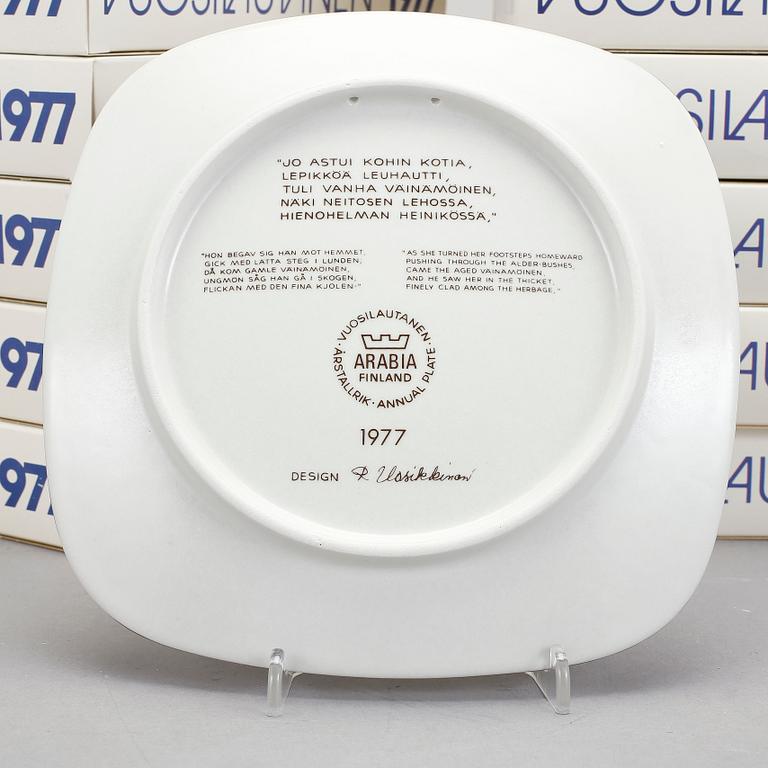 VUOSILAUTANEN 1977
1977
1977
1977
1977
"JO ASTUI KOHIN KOTIA,
LEPIKKÖÄ LEUHAUTTI,
TULI VANHA VÄINÄMÖINEN,
NÄKI NEITOSEN LEHOSSA,
HIENOHELMAN HEINIKÖSSÄ,"
"HON BEGAV SIG HÄN MOT HEMMET,
GICK MED LÄTTA STEG I LUNDEN;
DÅ KOM GAMLE VÄINÄMÖINEN,
UNGMÖN SÅG HAN GÅ I SKOGEN,
FLICKAN MED DEN FINA KJOLEN."
"AS SHE TURNED HER FOOTSTEPS HOMEWARD
PUSHING THROUGH THE ALDER-BUSHES,
CAME THE AGED VÄINÄMÖINEN,
AND HE SAW HER IN THE THICKET,
FINELY CLAD AMONG THE HERBAGE,"
·VUOSILAUTANEN·
ARABIA
FINLAND
ÅRSTALLRIK·ANNUAL PLATE
1977
DESIGN R Uosikkinen